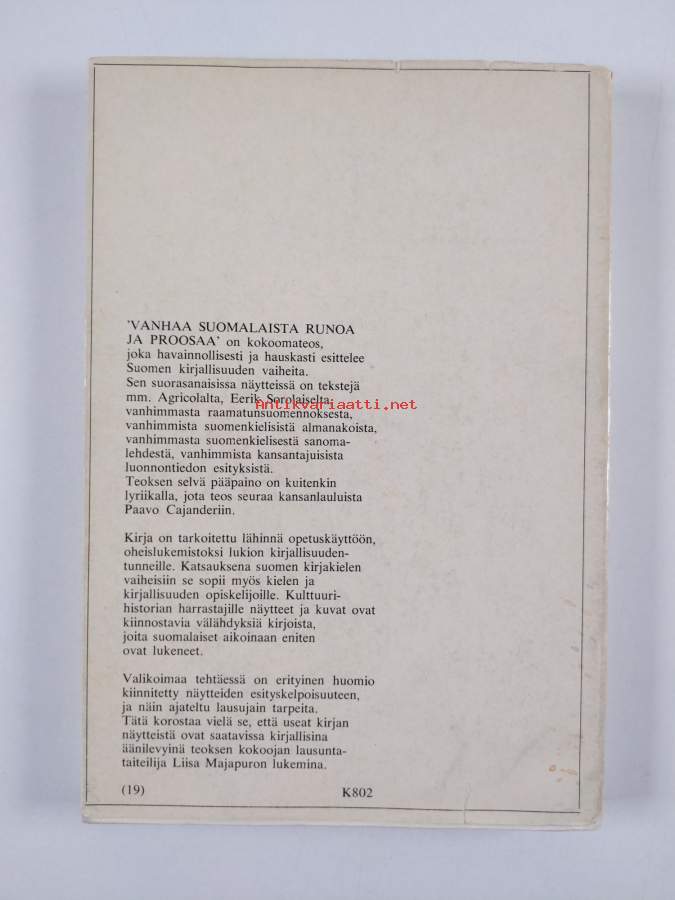 'VANHAA SUOMALAISTA RUNOA
JA PROOSAA' on kokoomateos,
joka havainnollisesti ja hauskasti esittelee
Suomen kirjallisuuden vaiheita.
Sen suorasanaisissa näytteissä on tekstejä
mm. Agricolalta, Eerik Sorolaiselta,
Antikvariaatti.net
vanhimmasta raamatunsuomennoksesta,
vanhimmista suomenkielisistä almanakoista,
vanhimmasta suomenkielisestä sanoma-
lehdestä, vanhimmista kansantajuisista
luonnontiedon esityksistä.
Teoksen selvä pääpaino on kuitenkin
lyriikalla, jota teos seuraa kansanlauluista
Paavo Cajanderiin.
Kirja on tarkoitettu lähinnä opetuskäyttöön,
oheislukemistoksi lukion kirjallisuuden-
tunneille. Katsauksena suomen kirjakielen
vaiheisiin se sopii myös kielen ja
kirjallisuuden opiskelijoille. Kulttuuri-
historian harrastajille näytteet ja kuvat ovat
kiinnostavia välähdyksiä kirjoista,
joita suomalaiset aikoinaan eniten
ovat lukeneet.
Valikoimaa tehtäessä on erityinen huomio
kiinnitetty näytteiden esityskelpoisuuteen,
ja näin ajateltu lausujain tarpeita.
Tätä korostaa vielä se, että useat kirjan
näytteistä ovat saatavissa kirjallisina
äänilevyinä teoksen kokoojan lausunta-
taiteilija Liisa Majapuron lukemina.
(19) K802